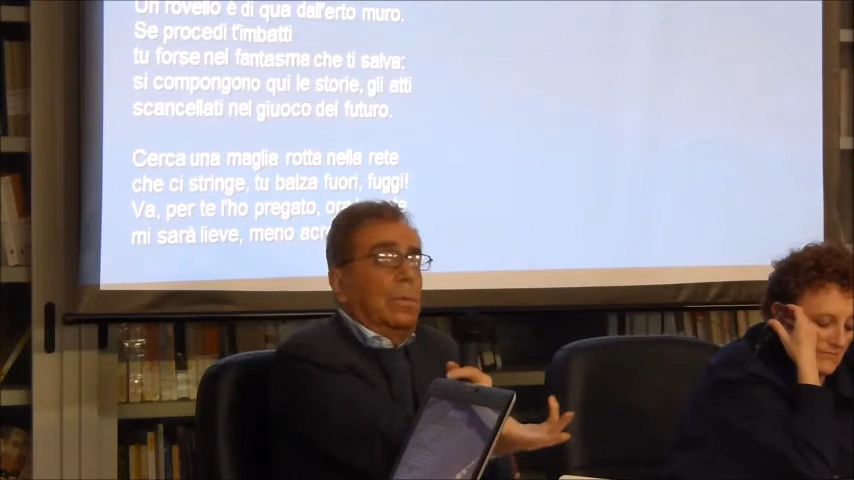 Un rovello è di qua dall'erto muro.
Se procedi t'imbatti
tu forse nel fantasma che ti salva:
si compongono qui le storie, gli atti
scancellati nel giuoco del futuro.
Cerca una maglia rotta nella rete
che ci stringe, tu balza fuori, fuggi!
Va, per te l'ho pregato,
mi sarà lieve, meno